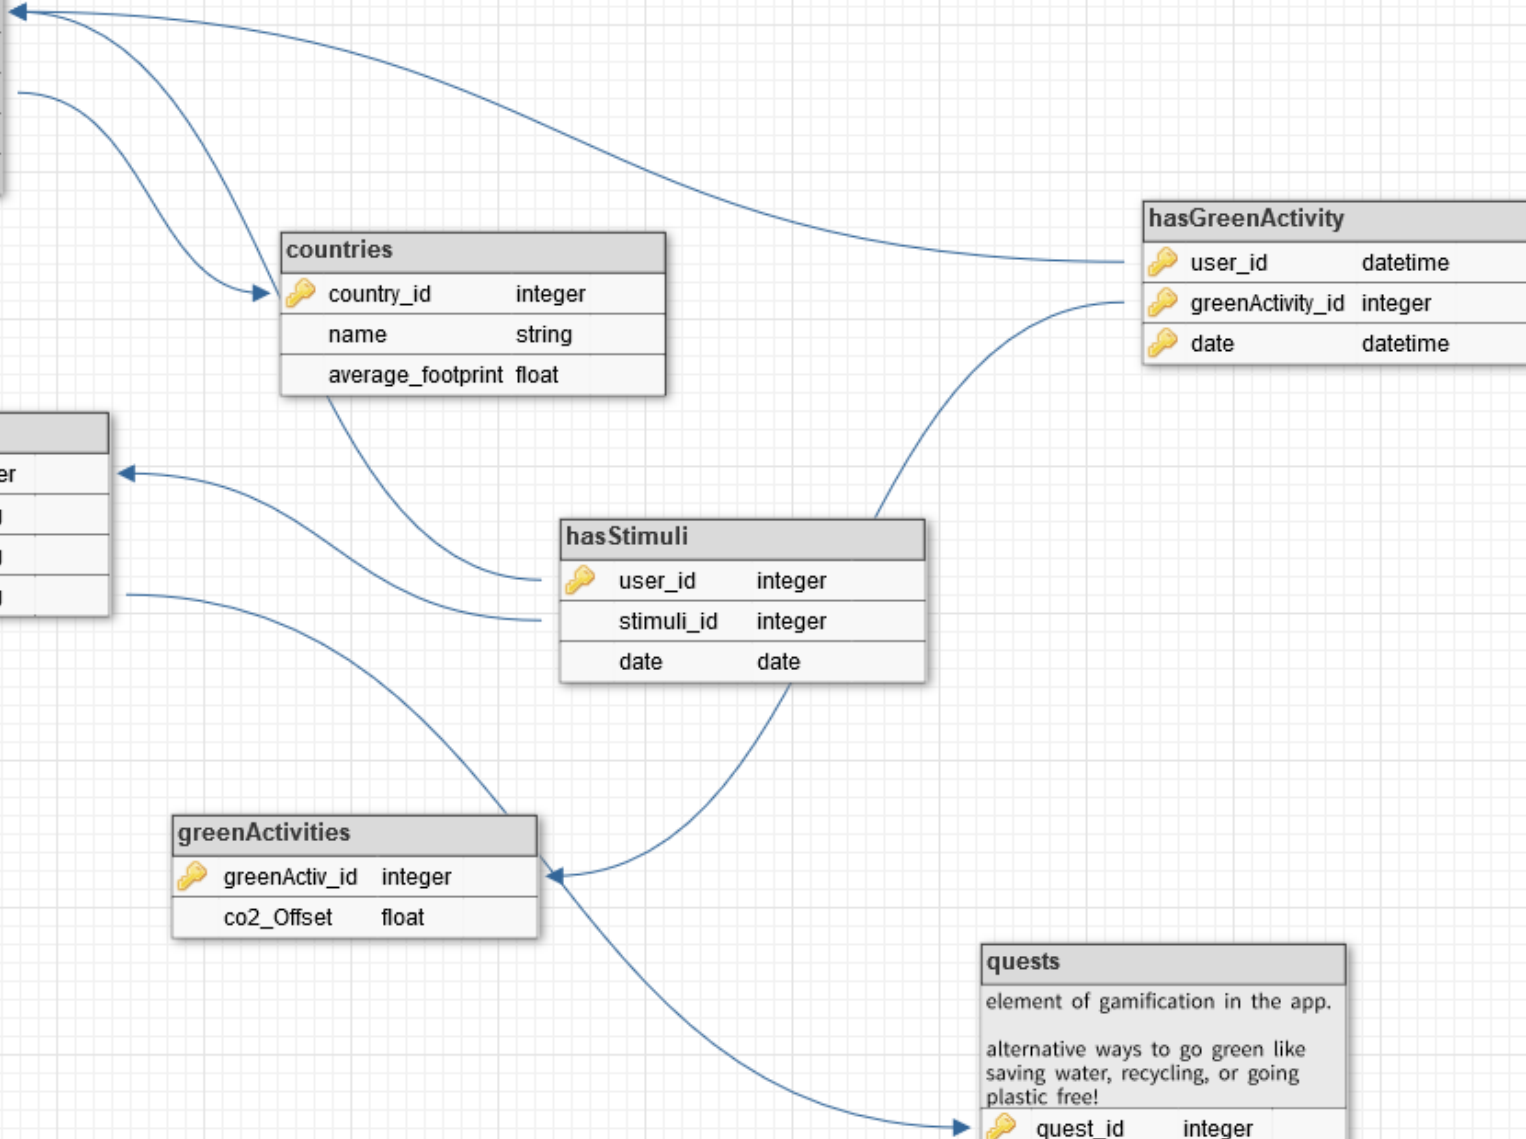 countries
country_id integer
name string
average_footprint float
hasGreenActivity
user_id datetime
greenActivity_id integer
date datetime
hasStimuli
user_id integer
stimuli_id integer
date date
greenActivities
greenActiv_id integer
co2_Offset float
quests
element of gamification in the app.
alternative ways to go green like
saving water, recycling, or going
plastic free!
quest_id integer